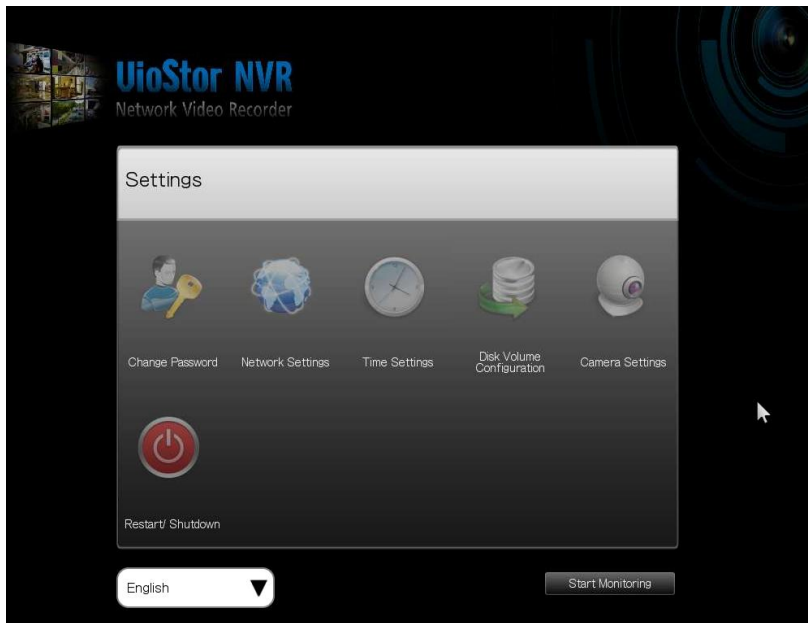 VioStor NVR
Network Video Recorder
Settings
Change Password
Network Settings
Time Settings
Disk Volume
Configuration
Camera Settings
Restart/ Shutdown
English
Start Monitoring